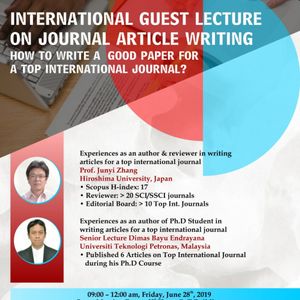 INTERNATIONAL GUEST LECTURE
ON JOURNAL ARTICLE WRITING
HOW TO WRITE A GOOD PAPER FOR
A TOP INTERNATIONAL JOURNAL?
Experiences as an author & reviewer in writing
articles for a top international journal
Prof. Junyi Zhang
Hiroshima University, Japan
• Scopus H-index: 17
• Reviewer: > 20 SCI/SSCI journals
• Editorial Board: > 10 Top Int. Journals
Experiences as an author of Ph.D Student in
writing articles for a top international journal
Senior Lecture Dimas Bayu Endrayana
Universiti Teknologi Petronas, Malaysia
• Published 6 Articles on Top International Journal
during his Ph.D Course
09:00 – 12:00 am, Friday, June 28th, 2019